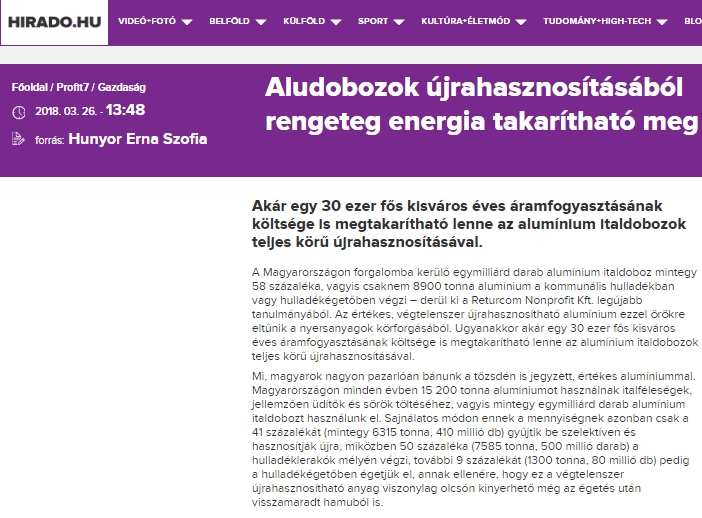 HIRADO.HU VIDEÓ+FOTÓ BELFÖLD KÜLFÖLD SPORT KULTÚRA+ÉLETMÓD TUDOMÁNY+HIGH-TECH BLO
Főoldal / Profit7 / Gazdaság
2018. 03. 26. - 13:48
forrás: Hunyor Erna Szofia
Aludobozok újrahasznosításából
rengeteg energia takarítható meg
Akár egy 30 ezer fős kisváros éves áramfogyasztásának
költsége is megtakarítható lenne az alumínium italdobozok
teljes körű újrahasznosításával.
A Magyarországon forgalomba kerülő egymilliárd darab alumínium italdoboz mintegy
58 százaléka, vagyis csaknem 8900 tonna alumínium a kommunális hulladékban
vagy hulladékégetőben végzi – derül ki a Returcom Nonprofit Kft. legújabb
tanulmányából. Az értékes, végtelenszer újrahasznosítható alumínium ezzel örökre
eltűnik a nyersanyagok körforgásából. Ugyanakkor akár egy 30 ezer fős kisváros
éves áramfogyasztásának költsége is megtakarítható lenne az alumínium italdobozok
teljes körű újrahasznosításával.
Mi, magyarok nagyon pazarlóan bánunk a tőzsdén is jegyzett, értékes alumíniummal.
Magyarországon minden évben 15 200 tonna alumíniumot használnak italféleségek,
jellemzően üdítők és sörök töltéséhez, vagyis mintegy egymilliárd darab alumínium
italdobozt használunk el. Sajnálatos módon ennek a mennyiségnek azonban csak a
41 százalékát (mintegy 6315 tonna, 410 millió db) gyűjtik be szelektíven és
hasznosítják újra, miközben 50 százaléka (7585 tonna, 500 millió darab) a
hulladéklerakók mélyén végzi, további 9 százalékát (1300 tonna, 80 millió db) pedig
a hulladékégetőben égetjük el, annak ellenére, hogy ez a végtelenszer
újrahasznosítható anyag viszonylag olcsón kinyerhető még az égetés után
visszamaradt hamuból is.